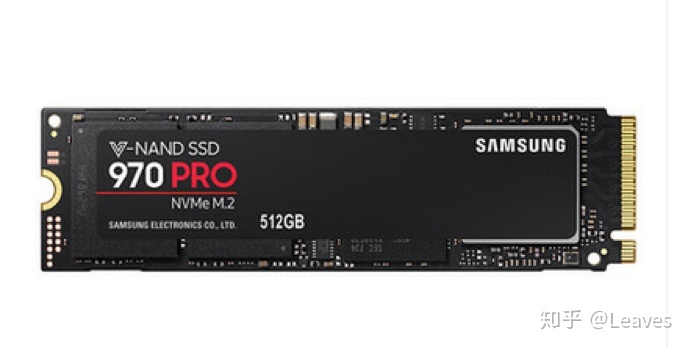 V-NAND SSD
970 PRO
NVMe M.2
SAMSUNG ELECTRONICS CO., LTD.
512GB
SAMSUNG
知乎 @Leaves